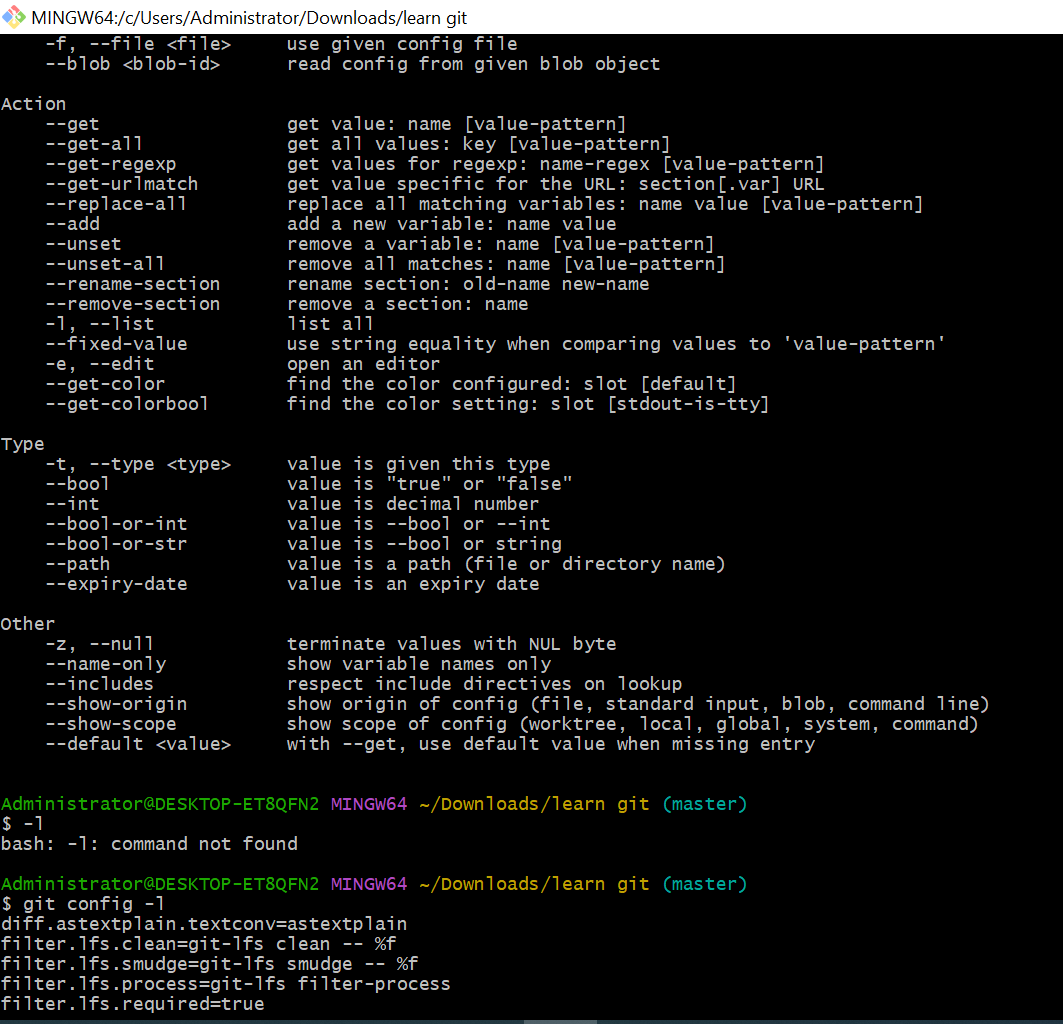 MINGW64:/c/Users/Administrator/Downloads/learn git
    -f, --file <file>     use given config file
    --blob <blob-id>      read config from given blob object

Action
    --get                 get value: name [value-pattern]
    --get-all             get all values: key [value-pattern]
    --get-regexp          get values for regexp: name-regex [value-pattern]
    --get-urlmatch        get value specific for the URL: section[.var] URL
    --replace-all         replace all matching variables: name value [value-pattern]
    --add                 add a new variable: name value
    --unset               remove a variable: name [value-pattern]
    --unset-all           remove all matches: name [value-pattern]
    --rename-section      rename section: old-name new-name
    --remove-section      remove a section: name
    -l, --list            list all
    --fixed-value         use string equality when comparing values to 'value-pattern'
    -e, --edit            open an editor
    --get-color           find the color configured: slot [default]
    --get-colorbool       find the color setting: slot [stdout-is-tty]

Type
    -t, --type <type>     value is given this type
    --bool                value is "true" or "false"
    --int                 value is decimal number
    --bool-or-int         value is --bool or --int
    --bool-or-str         value is --bool or string
    --path                value is a path (file or directory name)
    --expiry-date         value is an expiry date

Other
    -z, --null            terminate values with NUL byte
    --name-only           show variable names only
    --includes            respect include directives on lookup
    --show-origin         show origin of config (file, standard input, blob, command line)
    --show-scope          show scope of config (worktree, local, global, system, command)
    --default <value>     with --get, use default value when missing entry

Administrator@DESKTOP-ET8QFN2 MINGW64 ~/Downloads/learn git (master)
$ -l
bash: -l: command not found

Administrator@DESKTOP-ET8QFN2 MINGW64 ~/Downloads/learn git (master)
$ git config -l
diff.astextplain.textconv=astextplain
filter.lfs.clean=git-lfs clean -- %f
filter.lfs.smudge=git-lfs smudge -- %f
filter.lfs.process=git-lfs filter-process
filter.lfs.required=true